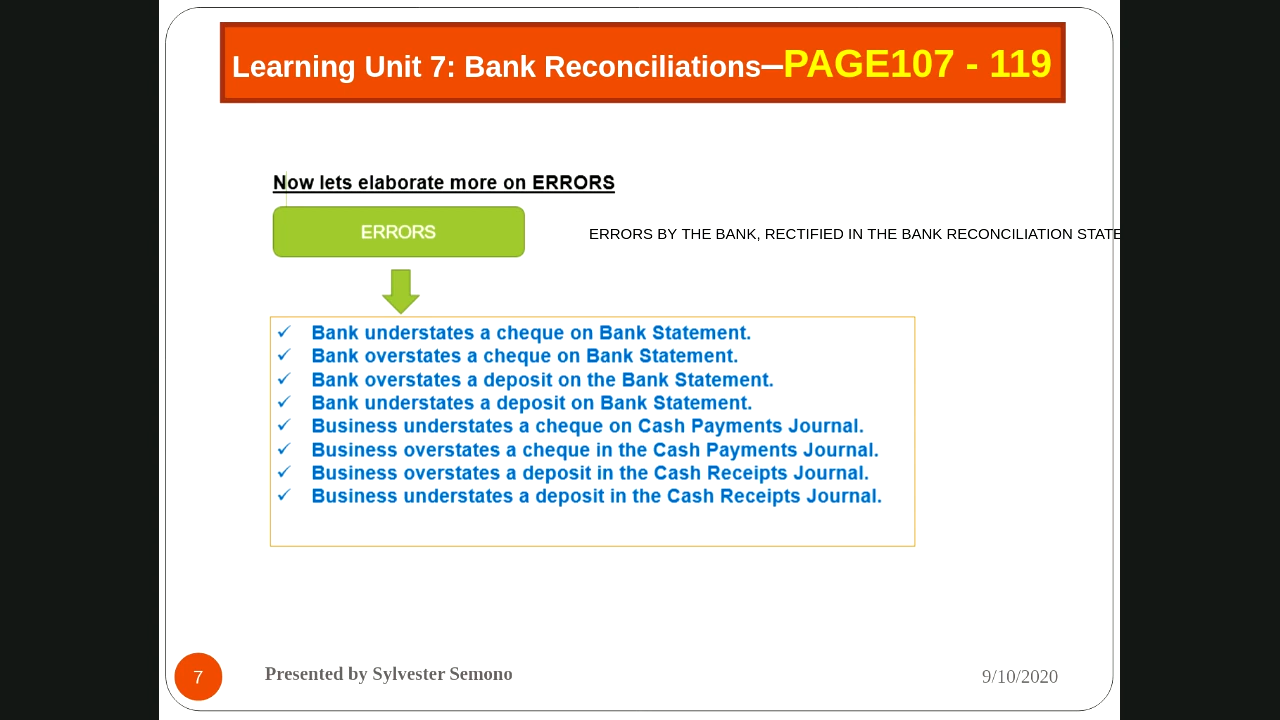 Learning Unit 7: Bank Reconciliations–PAGE107 - 119
Now lets elaborate more on ERRORS
ERRORS
ERRORS BY THE BANK, RECTIFIED IN THE BANK RECONCILIATION STATE
✓ Bank understates a cheque on Bank Statement.
✓ Bank overstates a cheque on Bank Statement.
✓ Bank overstates a deposit on the Bank Statement.
✓ Bank understates a deposit on Bank Statement.
✓ Business understates a cheque on Cash Payments Journal.
✓ Business overstates a cheque in the Cash Payments Journal.
✓ Business overstates a deposit in the Cash Receipts Journal.
✓ Business understates a deposit in the Cash Receipts Journal.
7
Presented by Sylvester Semono
9/10/2020